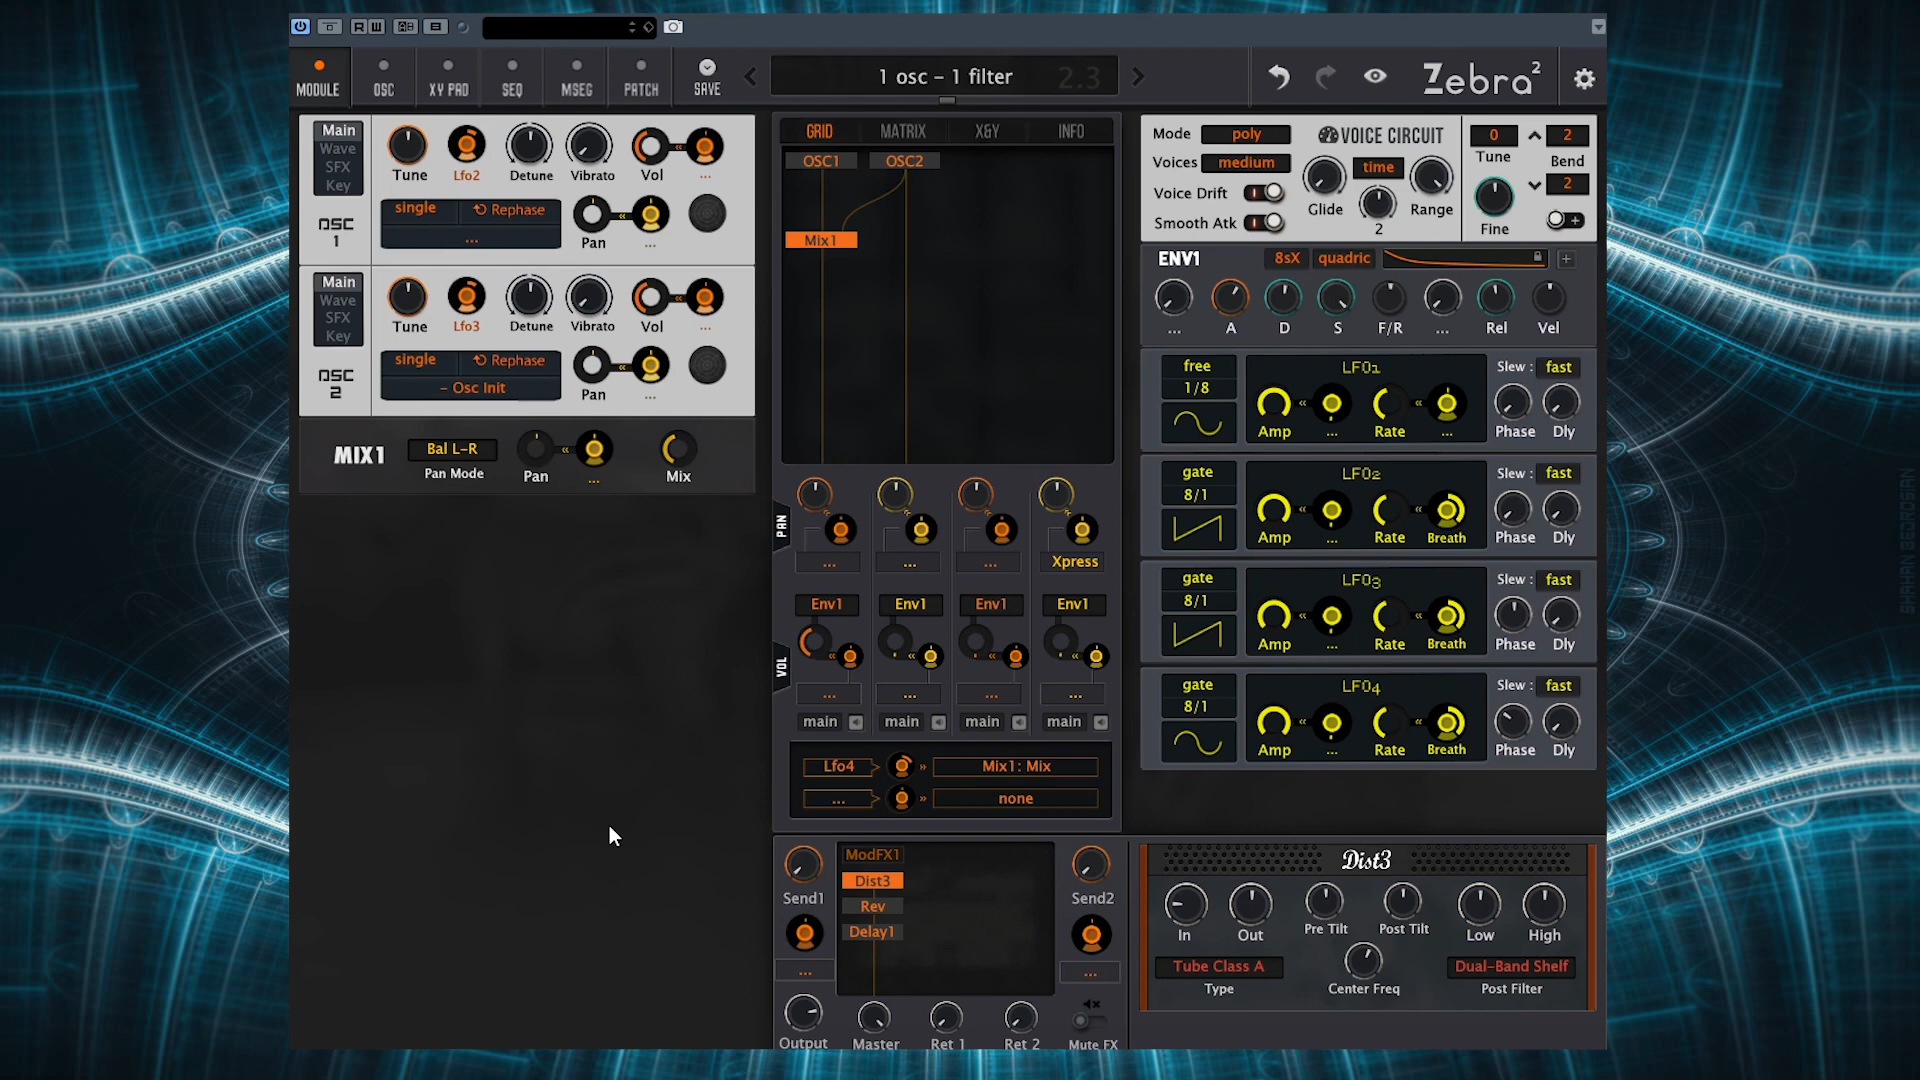 R W A B
MODULE OSC XY PAD SEQ MSEG PATCH SAVE 1 osc – 1 filter 2.3 Zebra2
Main
Wave
SFX
Key
OSC
1
Tune Lfo2 Detune Vibrato Vol ...
single Rephase
...
Pan ...
Main
Wave
SFX
Key
OSC
2
Tune Lfo3 Detune Vibrato Vol ...
single Rephase
– Osc Init
Pan ...
MIX1
Bal L-R
Pan Mode
Pan ... Mix
GRID MATRIX X&Y INFO
OSC1 OSC2
Mix1
PAN
... ... ... Xpress
Env1 Env1 Env1 Env1
VOL
... ... ... ...
main main main main
Lfo4 Mix1: Mix
... none
Send1
...
Output
ModFX1
Dist3
Rev
Delay1
Send2
...
Master Ret 1 Ret 2 Mute FX
Mode poly
Voices medium
Voice Drift
Smooth Atk
VOICE CIRCUIT
time
Glide 2 Range
0 2
Tune Bend
2
Fine +
ENV1 8sX quadric +
... A D S F/R ... Rel Vel
free
1/8
LFO1
Amp ... Rate ...
Slew : fast
Phase Dly
gate
8/1
LFO2
Amp ... Rate Breath
Slew : fast
Phase Dly
gate
8/1
LFO3
Amp ... Rate Breath
Slew : fast
Phase Dly
gate
8/1
LFO4
Amp ... Rate Breath
Slew : fast
Phase Dly
Dist3
In Out Pre Tilt Post Tilt Low High
Tube Class A
Type
Center Freq
Dual-Band Shelf
Post Filter
SHAHAN BEDROSIAN